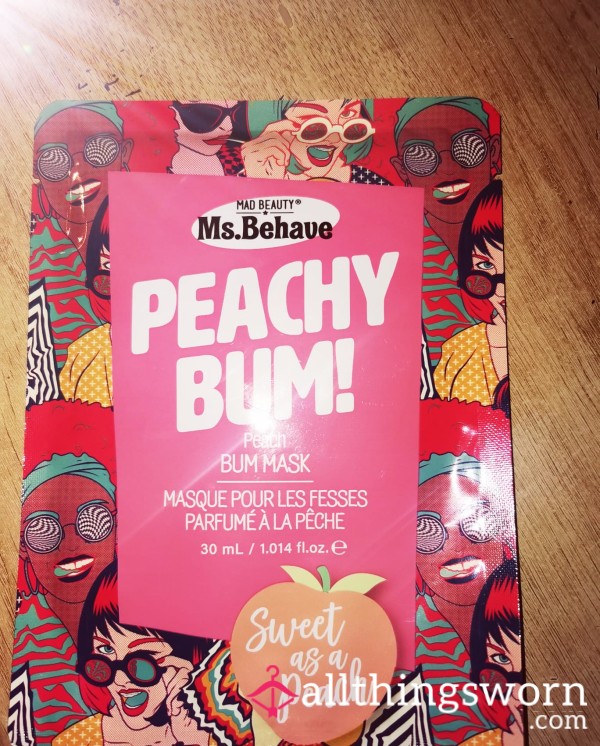 MAD BEAUTY®
Ms.Behave
PEACHY
BUM!
Peach
BUM MASK
MASQUE POUR LES FESSES
PARFUMÉ À LA PÊCHE
30 mL / 1.014 fl.oz. ℮
Sweet
as a
Peach
allthingsworn
.com